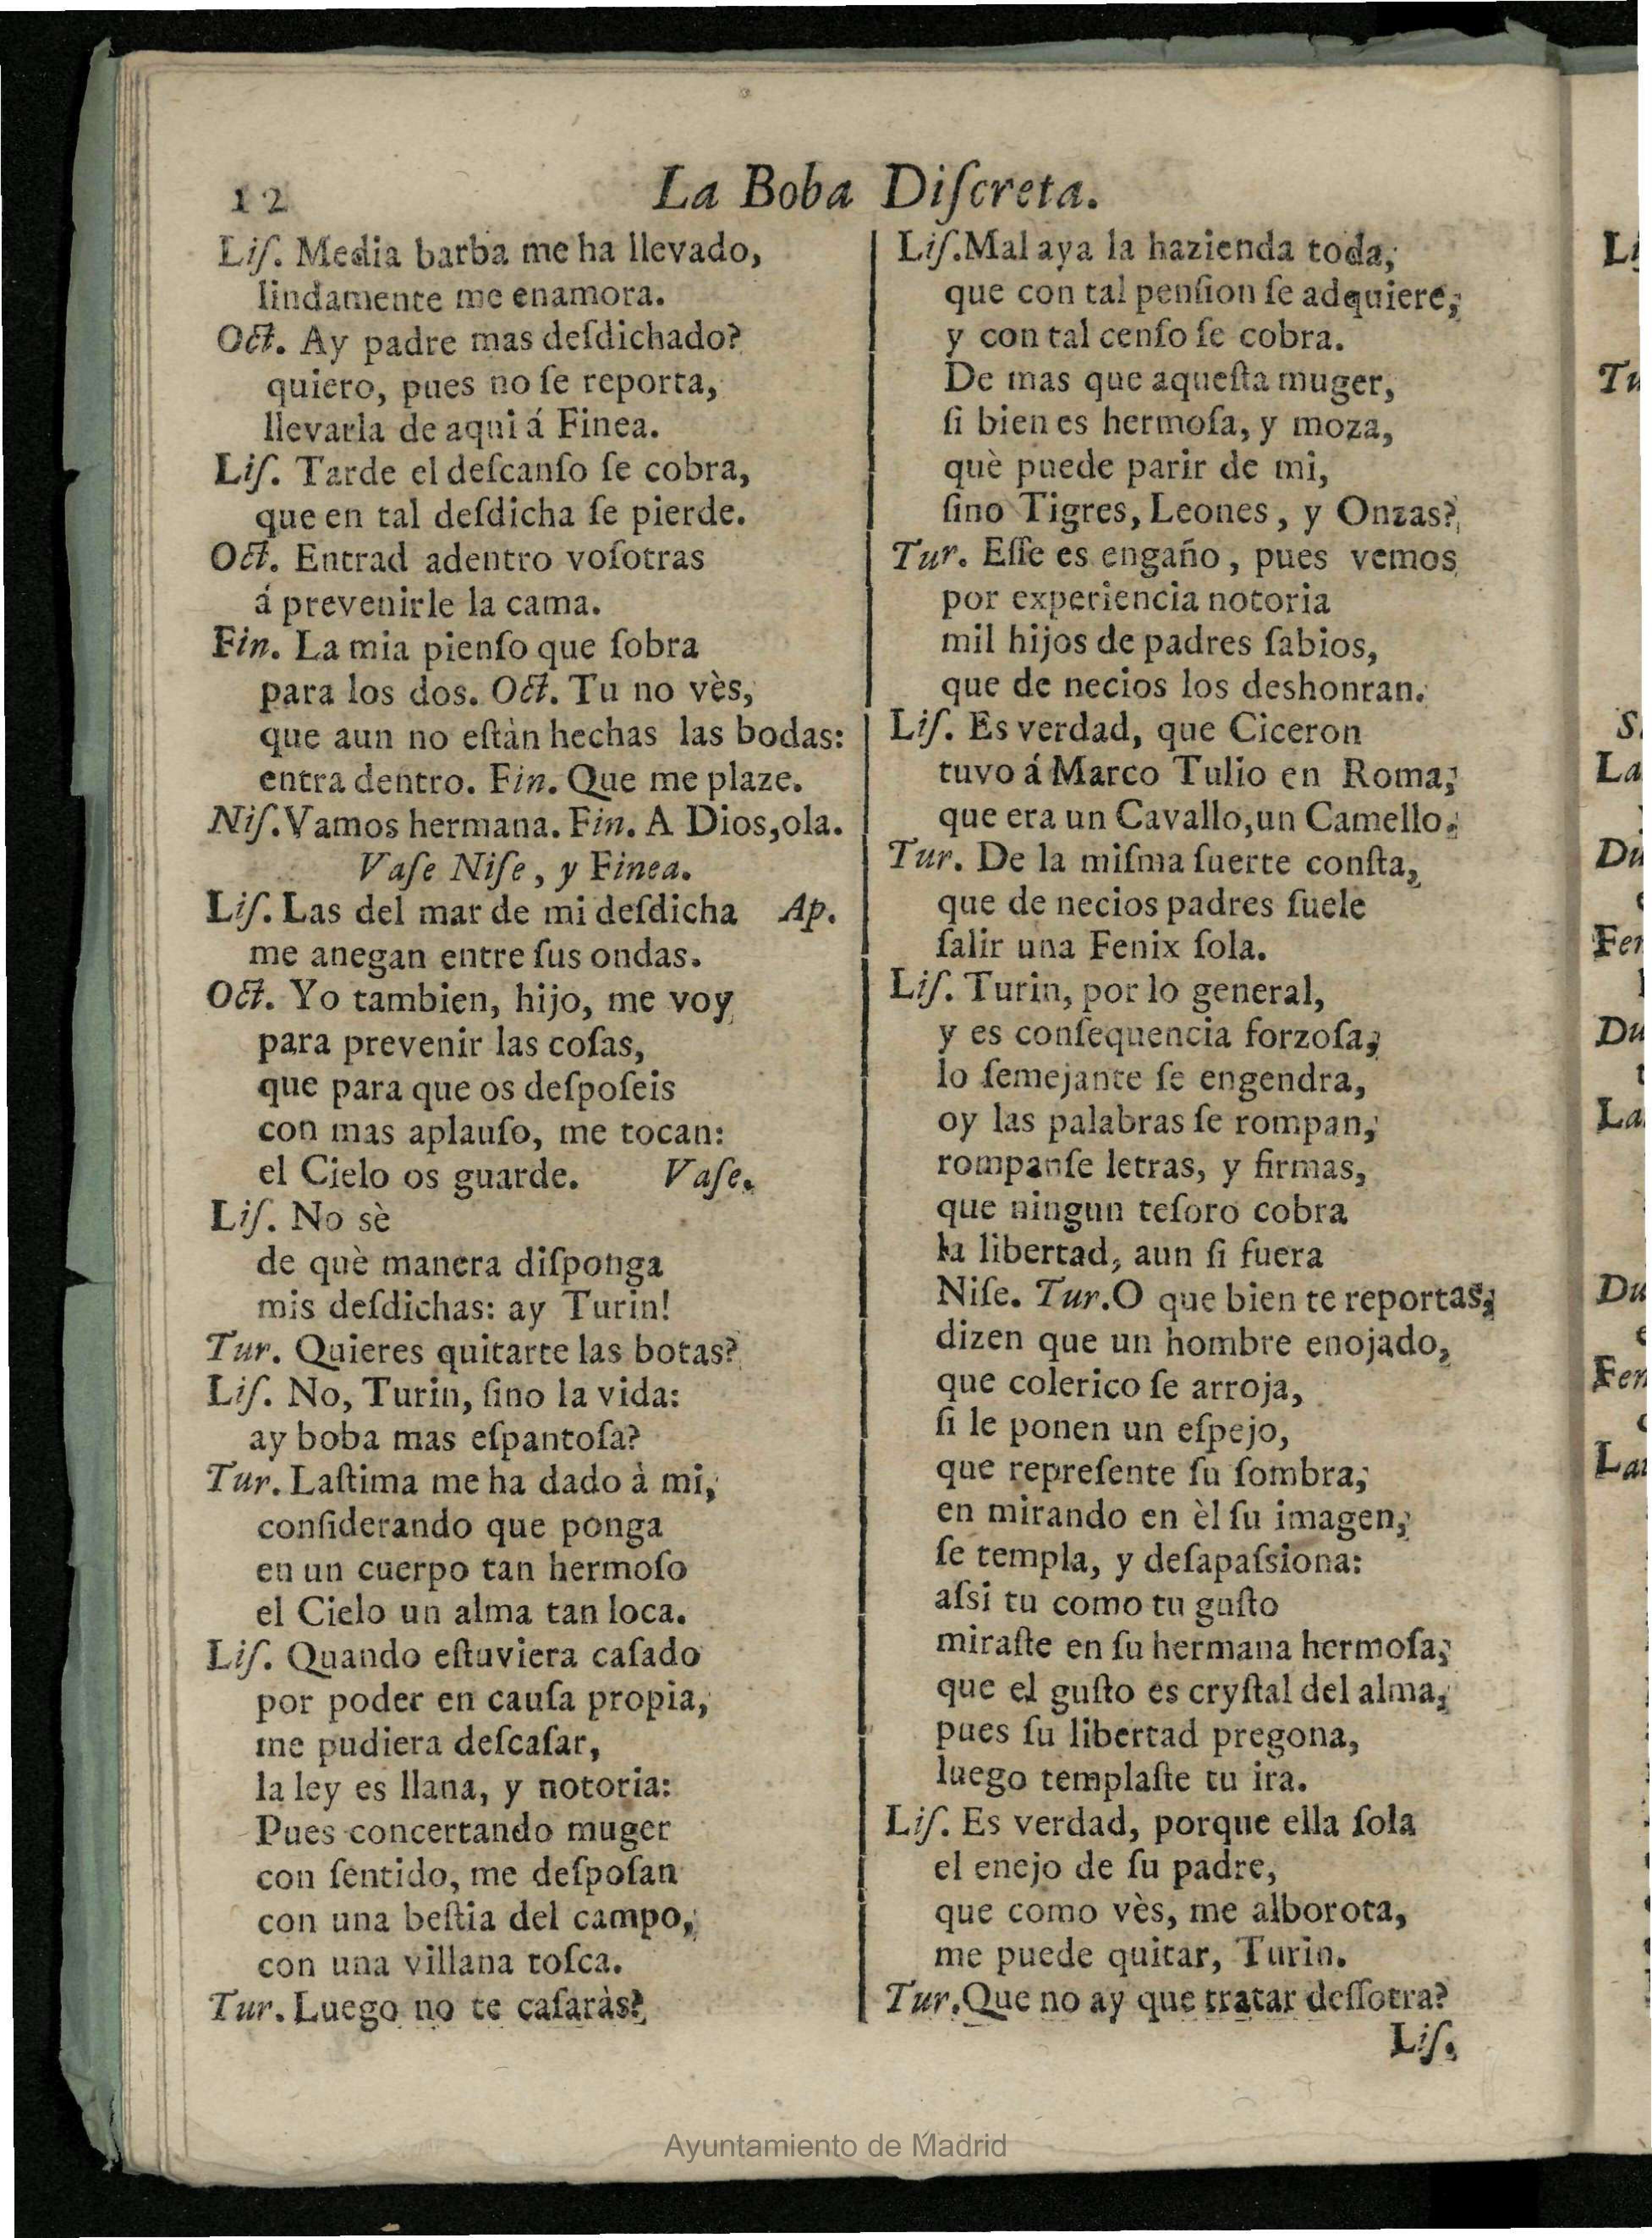 12
La Boba Diſcreta.
Liſ. Media barba me ha llevado,
lindamente me enamora.
Oct. Ay padre mas deſdichado?
quiero, pues no ſe reporta,
llevarla de aqui á Finea.
Liſ. Tarde el deſcanſo ſe cobra,
que en tal deſdicha ſe pierde.
Oct. Entrad adentro voſotras
á prevenirle la cama.
Fin. La mia pienſo que ſobra
para los dos. Oct. Tu no vès,
que aun no eſtàn hechas las bodas:
entra dentro. Fin. Que me plaze.
Niſ.Vamos hermana. Fin. A Dios,ola.
Vaſe Niſe, y Finea.
Liſ. Las del mar de mi deſdicha Ap.
me anegan entre ſus ondas.
Oct. Yo tambien, hijo, me voy
para prevenir las coſas,
que para que os deſpoſeis
con mas aplauſo, me tocan:
el Cielo os guarde. Vaſe.
Liſ. No sè
de què manera diſponga
mis deſdichas: ay Turin!
Tur. Quieres quitarte las botas?
Liſ. No, Turin, ſino la vida:
ay boba mas eſpantoſa?
Tur. Laſtima me ha dado à mi,
conſiderando que ponga
en un cuerpo tan hermoſo
el Cielo un alma tan loca.
Liſ. Quando eſtuviera caſado
por poder en cauſa propia,
me pudiera deſcaſar,
la ley es llana, y notoria:
Pues concertando muger
con ſentido, me deſpoſan
con una beſtia del campo,
con una villana toſca.
Tur. Luego no te caſaràs?
Liſ.Mal aya la hazienda toda,
que con tal penſion ſe adquiere,
y con tal cenſo ſe cobra.
De mas que aqueſta muger,
ſi bien es hermoſa, y moza,
què puede parir de mi,
ſino Tigres, Leones, y Onzas?
Tur. Eſſe es engaño, pues vemos
por experiencia notoria
mil hijos de padres ſabios,
que de necios los deshonran.
Liſ. Es verdad, que Ciceron
tuvo á Marco Tulio en Roma,
que era un Cavallo,un Camello.
Tur. De la miſma ſuerte conſta,
que de necios padres ſuele
ſalir una Fenix ſola.
Liſ. Turin, por lo general,
y es conſequencia forzoſa,
lo ſemejante ſe engendra,
oy las palabras ſe rompan,
rompanſe letras, y firmas,
que ningun teſoro cobra
la libertad, aun ſi fuera
Niſe. Tur.O que bien te reportas,
dizen que un hombre enojado,
que colerico ſe arroja,
ſi le ponen un eſpejo,
que repreſente ſu ſombra,
en mirando en èl ſu imagen,
ſe templa, y deſapaſsiona:
aſsi tu como tu guſto
miraſte en ſu hermana hermoſa,
que el guſto es cryſtal del alma,
pues ſu libertad pregona,
luego templaſte tu ira.
Liſ. Es verdad, porque ella ſola
el enejo de ſu padre,
que como vès, me alborota,
me puede quitar, Turin.
Tur.Que no ay que tratar deſſotra?
Liſ.
Ayuntamiento de Madrid